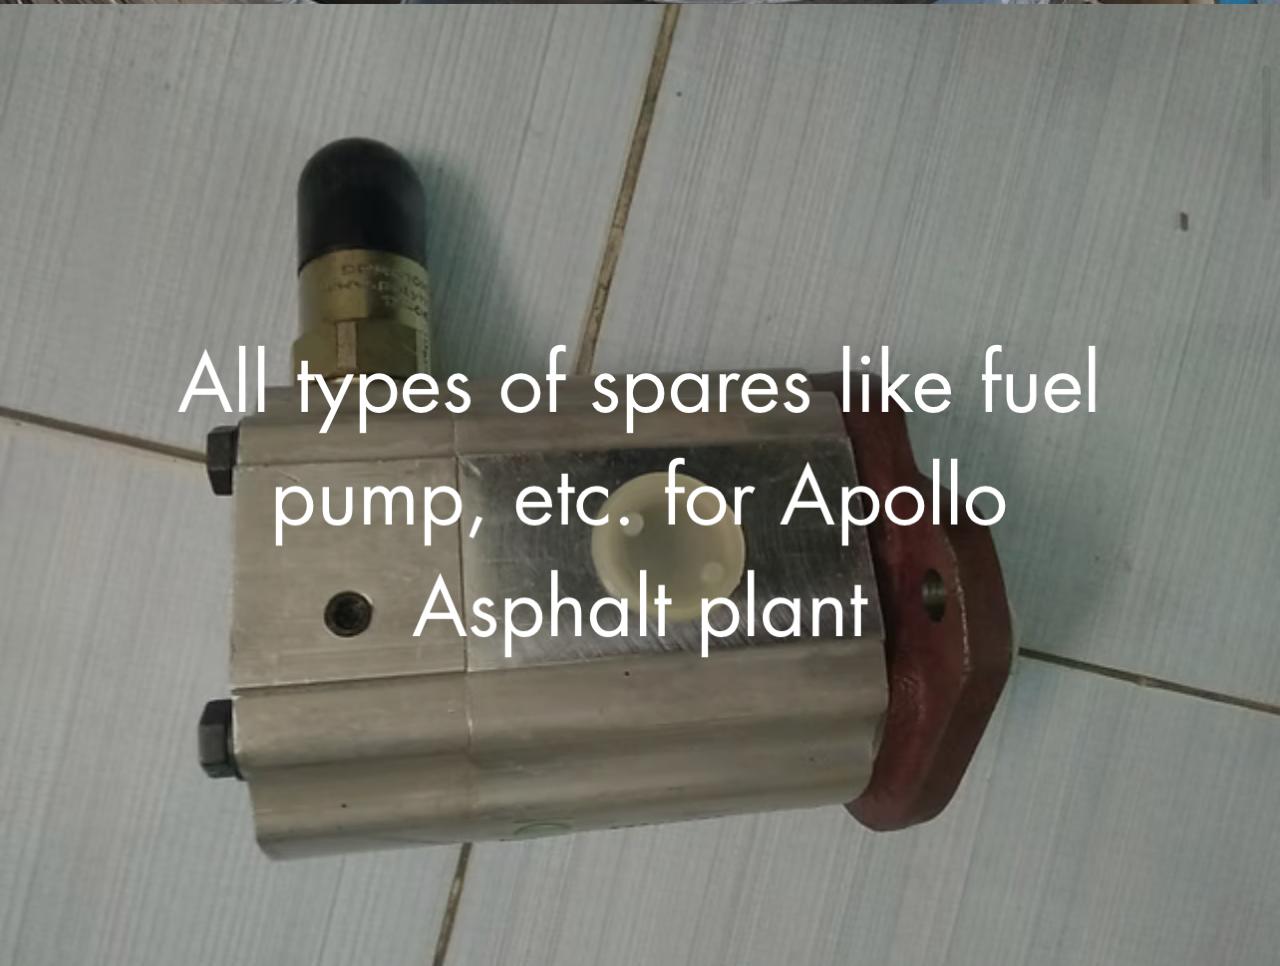 All types of spares like fuel
pump, etc. for Apollo
Asphalt plant